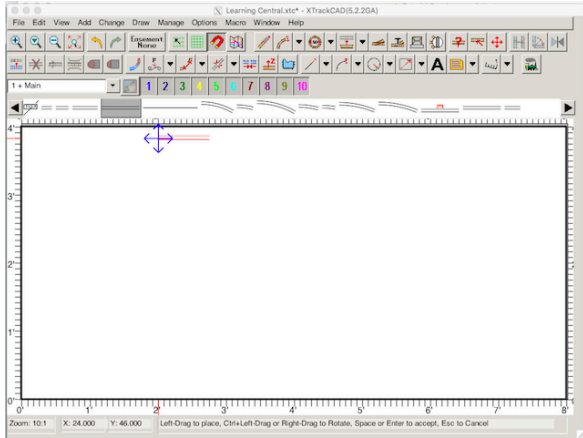 Learning Central.xtc* - XTrackCAD(5.2.2GA)
File Edit View Add Change Draw Manage Options Macro Window Help
Easement
None
A
1 + Main
1 2 3 4 5 6 7 8 9 10
4'
3'
2'
1'
0'
0' 1' 2' 3' 4' 5' 6' 7' 8'
Zoom: 10:1 X: 24.000 Y: 46.000 Left-Drag to place, Ctrl+Left-Drag or Right-Drag to Rotate, Space or Enter to accept, Esc to Cancel